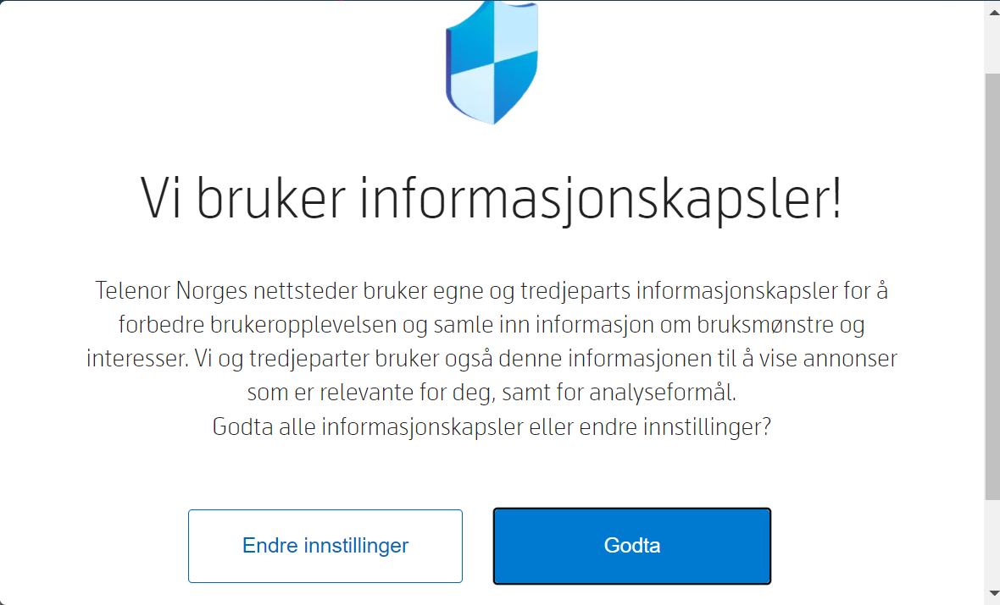 Vi bruker informasjonskapsler!
Telenor Norges nettsteder bruker egne og tredjeparts informasjonskapsler for å
forbedre brukeropplevelsen og samle inn informasjon om bruksmønstre og
interesser. Vi og tredjeparter bruker også denne informasjonen til å vise annonser
som er relevante for deg, samt for analyseformål.
Godta alle informasjonskapsler eller endre innstillinger?
Endre innstillinger
Godta